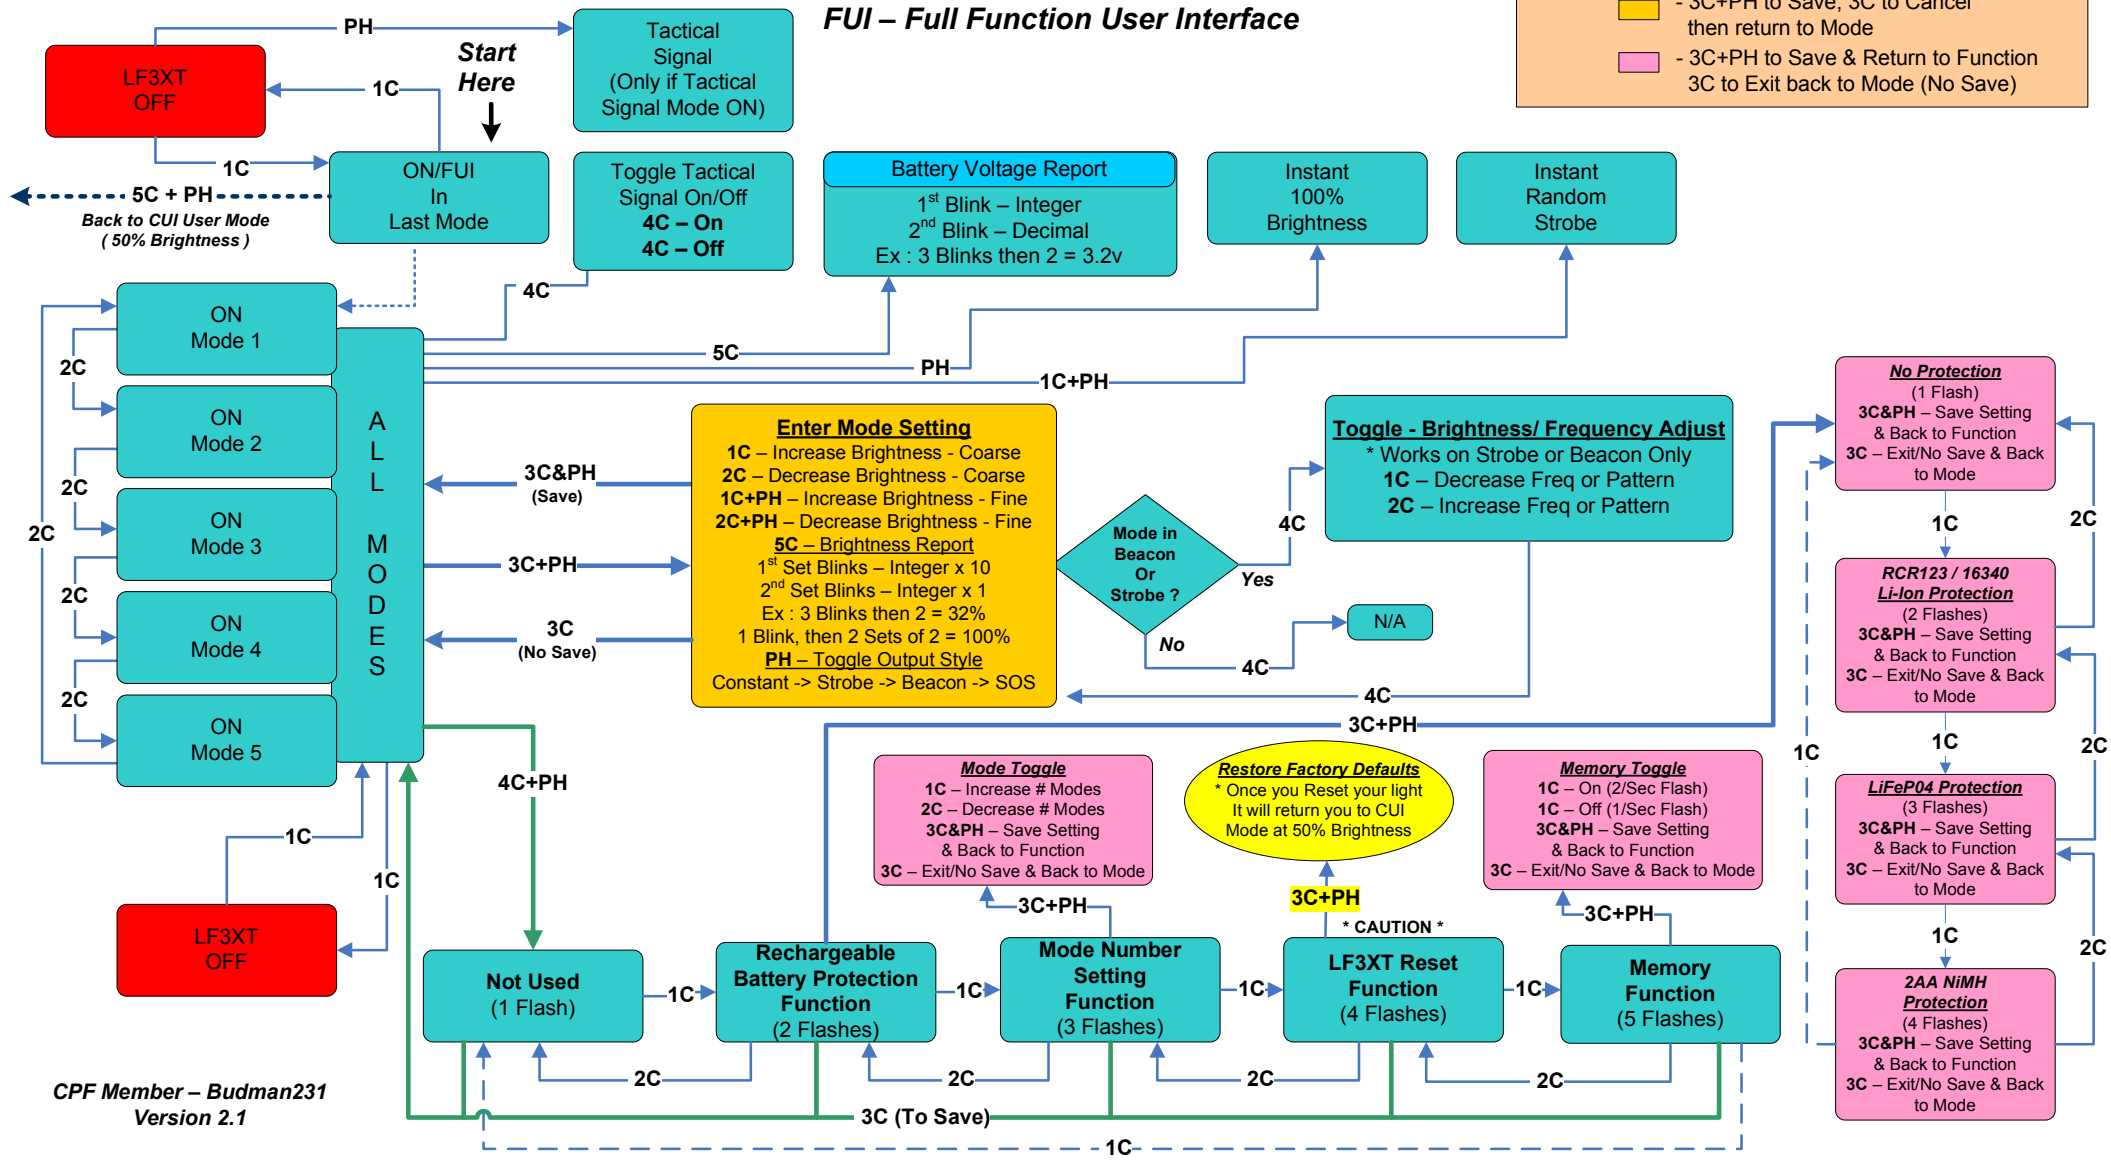 FUI – Full Function User Interface
- 3C+PH to Save, 3C to Cancel
then return to Mode
- 3C+PH to Save & Return to Function
3C to Exit back to Mode (No Save)
PH
LF3XT
OFF
1C
1C
Start
Here
Tactical
Signal
(Only if Tactical
Signal Mode ON)
5C + PH
Back to CUI User Mode
( 50% Brightness )
ON/FUI
In
Last Mode
Toggle Tactical
Signal On/Off
4C – On
4C – Off
Battery Voltage Report
1st Blink – Integer
2nd Blink – Decimal
Ex : 3 Blinks then 2 = 3.2v
Instant
100%
Brightness
Instant
Random
Strobe
4C
5C
PH
1C+PH
ON
Mode 1
2C
ON
Mode 2
2C
ON
Mode 3
2C
2C
ON
Mode 4
2C
ON
Mode 5
A
L
L
M
O
D
E
S
3C&PH
(Save)
3C+PH
3C
(No Save)
Enter Mode Setting
1C – Increase Brightness - Coarse
2C – Decrease Brightness - Coarse
1C+PH – Increase Brightness - Fine
2C+PH – Decrease Brightness - Fine
5C – Brightness Report
1st Set Blinks – Integer x 10
2nd Set Blinks – Integer x 1
Ex : 3 Blinks then 2 = 32%
1 Blink, then 2 Sets of 2 = 100%
PH – Toggle Output Style
Constant -> Strobe -> Beacon -> SOS
Mode in
Beacon
Or
Strobe ?
Yes
4C
No
4C
N/A
4C
Toggle - Brightness/ Frequency Adjust
* Works on Strobe or Beacon Only
1C – Decrease Freq or Pattern
2C – Increase Freq or Pattern
No Protection
(1 Flash)
3C&PH – Save Setting
& Back to Function
3C – Exit/No Save & Back
to Mode
1C
2C
RCR123 / 16340
Li-Ion Protection
(2 Flashes)
3C&PH – Save Setting
& Back to Function
3C – Exit/No Save & Back
to Mode
1C
2C
1C
LiFeP04 Protection
(3 Flashes)
3C&PH – Save Setting
& Back to Function
3C – Exit/No Save & Back
to Mode
1C
2C
2AA NiMH
Protection
(4 Flashes)
3C&PH – Save Setting
& Back to Function
3C – Exit/No Save & Back
to Mode
3C+PH
4C+PH
1C
1C
LF3XT
OFF
Mode Toggle
1C – Increase # Modes
2C – Decrease # Modes
3C&PH – Save Setting
& Back to Function
3C – Exit/No Save & Back to Mode
3C+PH
Restore Factory Defaults
* Once you Reset your light
It will return you to CUI
Mode at 50% Brightness
3C+PH
* CAUTION *
Memory Toggle
1C – On (2/Sec Flash)
1C – Off (1/Sec Flash)
3C&PH – Save Setting
& Back to Function
3C – Exit/No Save & Back to Mode
3C+PH
Not Used
(1 Flash)
1C
Rechargeable
Battery Protection
Function
(2 Flashes)
1C
Mode Number
Setting
Function
(3 Flashes)
1C
LF3XT Reset
Function
(4 Flashes)
1C
Memory
Function
(5 Flashes)
2C
2C
2C
2C
3C (To Save)
1C
CPF Member – Budman231
Version 2.1